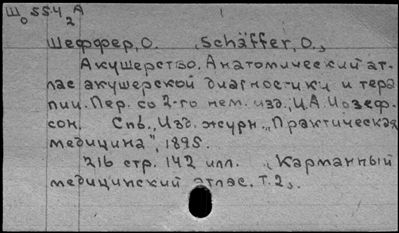 Шо 554 А
2
Шеффер, О. (Schäffer, O.)
Акушерство. Анатомический ат-
лас акушерской диагностики и тера
пии. Пер. со 2-го нем. изд., И.А. Иозеф-
сон. Спб., Изд. журн. „Практическая
медицина", 1895.
216 стр. 142 илл. (Карманный
медицинский атлас. Т. 2).